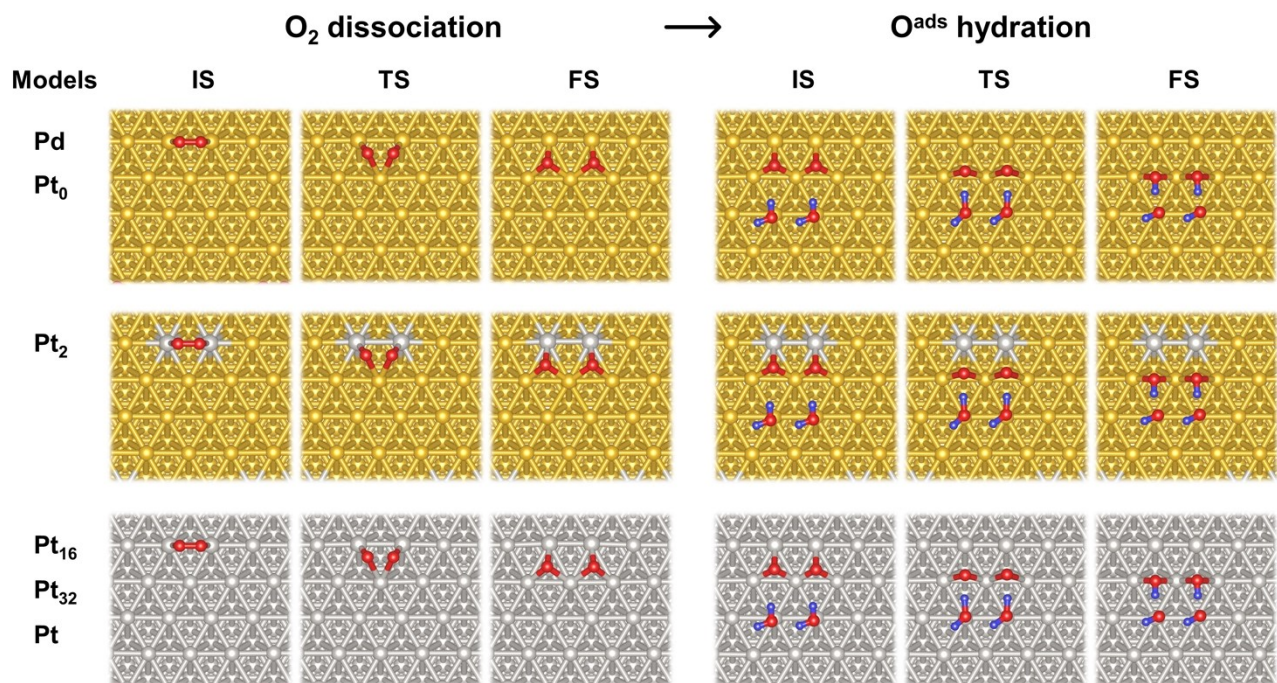 O₂ dissociation → Oᵃᵈˢ hydration
Models IS TS FS IS TS FS
Pd
Pt₀
Pt₂
Pt₁₆
Pt₃₂
Pt